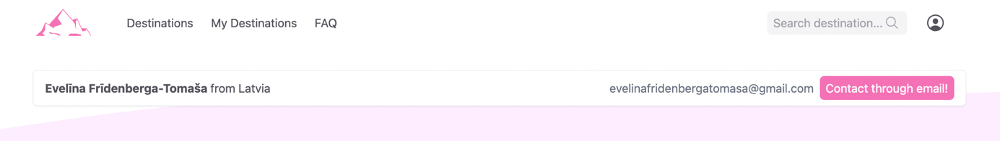 Destinations My Destinations FAQ Search destination...
Evelīna Frīdenberga-Tomaša from Latvia evelinafridenbergatomasa@gmail.com Contact through email!